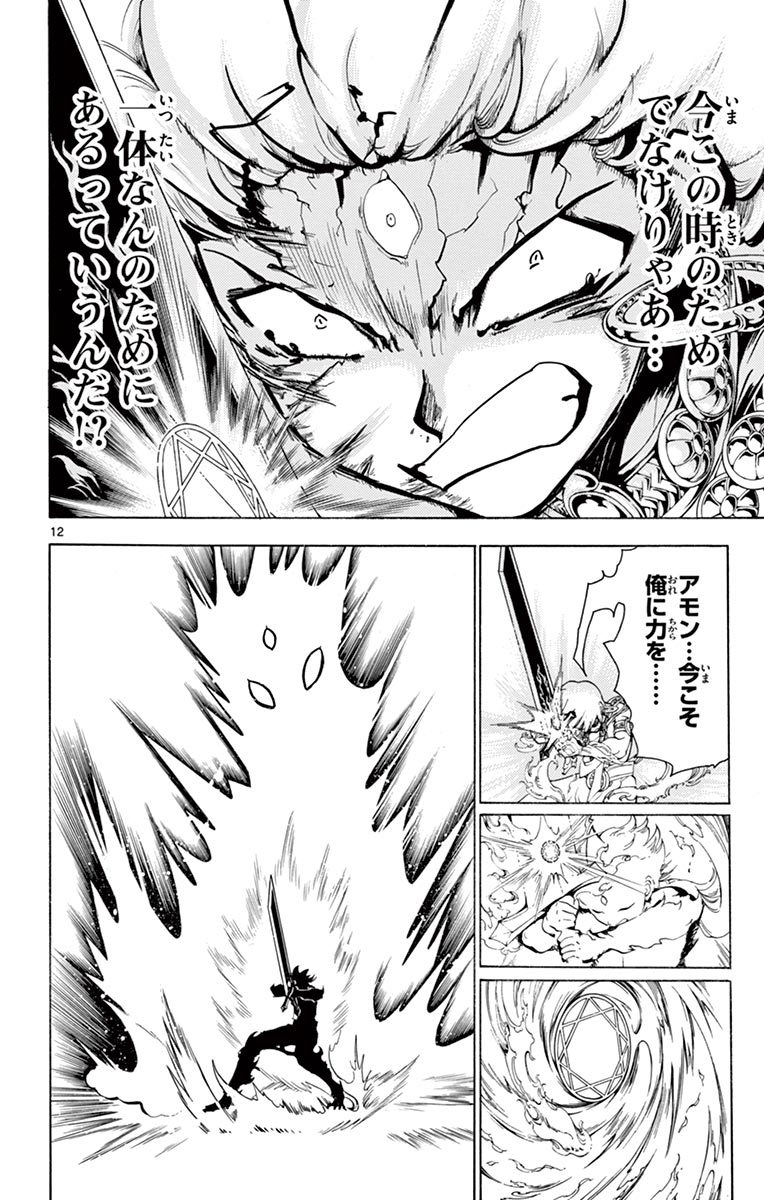 今この時のため
でなけりゃあ…
一体なんのために
あるっていうんだ!?
12
アモン…今こそ
俺に力を……